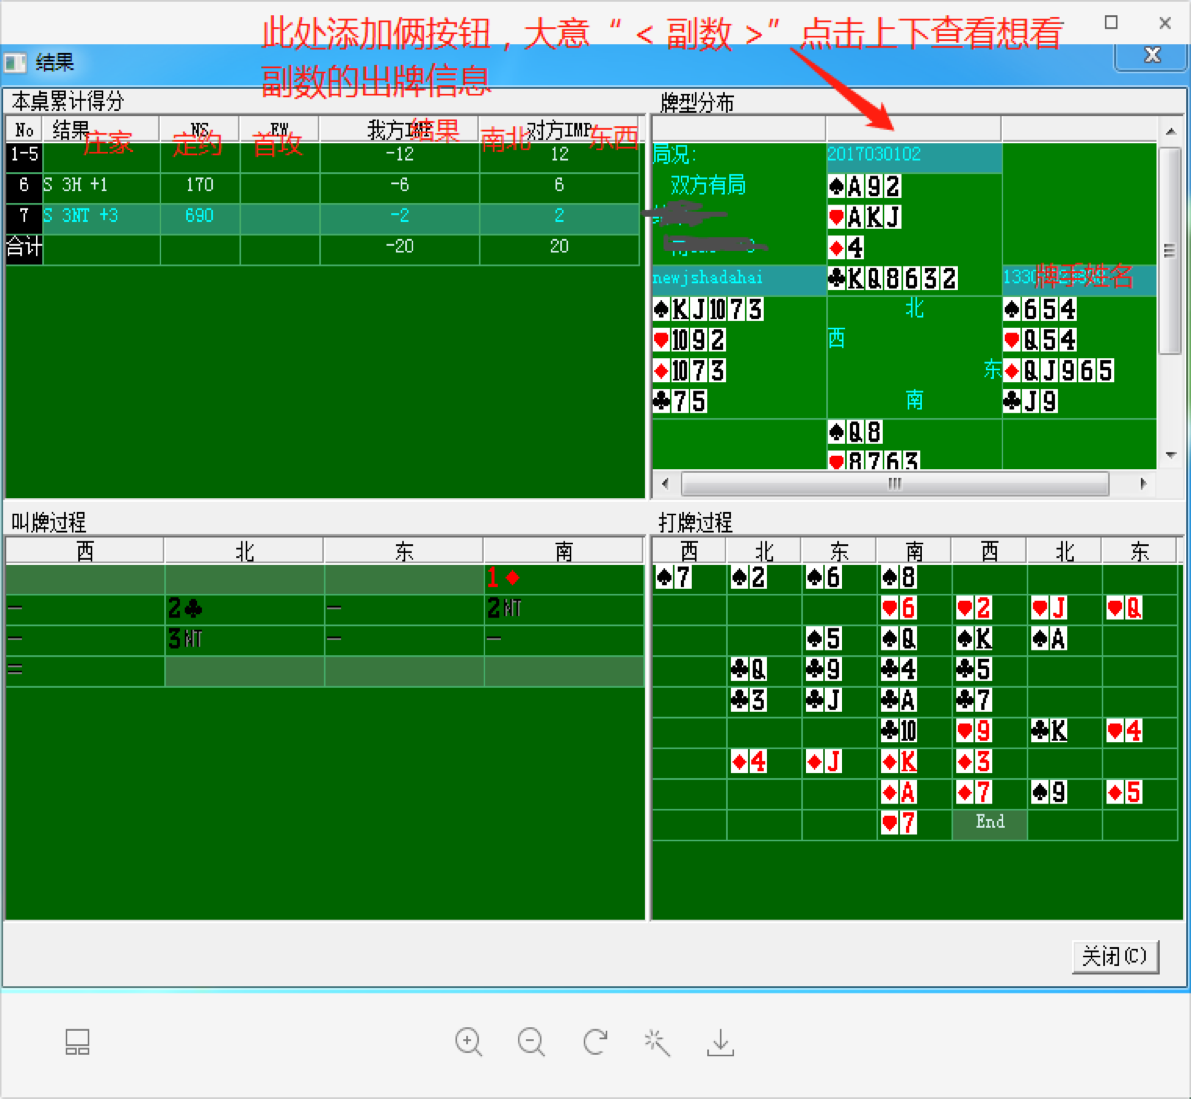 此处添加俩按钮，大意“ < 副数 >”点击上下查看想看
副数的出牌信息
结果
本桌累计得分
No 结果 NS EW 我方IMP 对方IMP
庄家 定约 首攻 结果 南北 东西
1-5 -12 12
6 S 3H +1 170 -6 6
7 S 3NT +3 690 -2 2
合计 -20 20
牌型分布
局况: 2017030102
双方有局
♠A92
♥AKJ
♦4
♣KQ8632
newjshadahai
牌手姓名
♠KJ1073 北 ♠654
♥1092 西 ♥Q54
♦1073 东 ♦QJ965
♣75 南 ♣J9
♠Q8
♥8763
叫牌过程
西 北 东 南
1♦
— 2♣ — 2NT
— 3NT — —
=
打牌过程
西 北 东 南 西 北 东
♠7 ♠2 ♠6 ♠8
♥6 ♥2 ♥J ♥Q
♠5 ♠Q ♠K ♠A
♣Q ♣9 ♣4 ♣5
♣3 ♣J ♣A ♣7
♣10 ♥9 ♣K ♥4
♦4 ♦J ♦K ♦3
♦A ♦7 ♠9 ♦5
♥7 End
关闭(C)